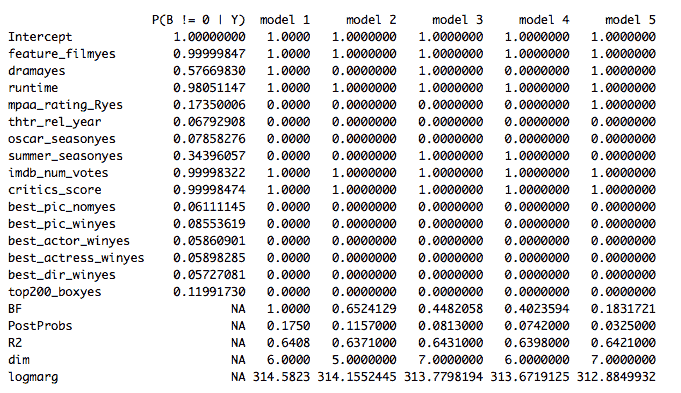 P(B != 0 | Y) model 1 model 2 model 3 model 4 model 5
Intercept 1.00000000 1.0000 1.0000000 1.0000000 1.0000000 1.0000000
feature_filmyes 0.99999847 1.0000 1.0000000 1.0000000 1.0000000 1.0000000
dramayes 0.57669830 1.0000 0.0000000 1.0000000 0.0000000 1.0000000
runtime 0.98051147 1.0000 1.0000000 1.0000000 1.0000000 1.0000000
mpaa_rating_Ryes 0.17350006 0.0000 0.0000000 0.0000000 0.0000000 1.0000000
thtr_rel_year 0.06792908 0.0000 0.0000000 0.0000000 0.0000000 0.0000000
oscar_seasonyes 0.07858276 0.0000 0.0000000 0.0000000 0.0000000 0.0000000
summer_seasonyes 0.34396057 0.0000 0.0000000 1.0000000 1.0000000 0.0000000
imdb_num_votes 0.99998322 1.0000 1.0000000 1.0000000 1.0000000 1.0000000
critics_score 0.99998474 1.0000 1.0000000 1.0000000 1.0000000 1.0000000
best_pic_nomyes 0.06111145 0.0000 0.0000000 0.0000000 0.0000000 0.0000000
best_pic_winyes 0.08553619 0.0000 0.0000000 0.0000000 0.0000000 0.0000000
best_actor_winyes 0.05860901 0.0000 0.0000000 0.0000000 0.0000000 0.0000000
best_actress_winyes 0.05898285 0.0000 0.0000000 0.0000000 0.0000000 0.0000000
best_dir_winyes 0.05727081 0.0000 0.0000000 0.0000000 0.0000000 0.0000000
top200_boxyes 0.11991730 0.0000 0.0000000 0.0000000 0.0000000 0.0000000
BF NA 1.0000 0.6524129 0.4482058 0.4023594 0.1831721
PostProbs NA 0.1750 0.1157000 0.0813000 0.0742000 0.0325000
R2 NA 0.6408 0.6371000 0.6431000 0.6398000 0.6421000
dim NA 6.0000 5.0000000 7.0000000 6.0000000 7.0000000
logmarg NA 314.5823 314.1552445 313.7798194 313.6719125 312.8849932